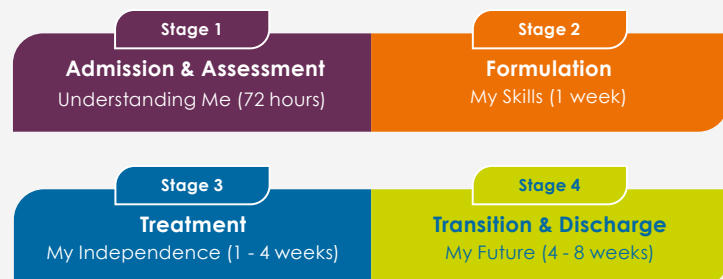 Stage 1
Admission & Assessment
Understanding Me (72 hours)
Stage 2
Formulation
My Skills (1 week)
Stage 3
Treatment
My Independence (1 - 4 weeks)
Stage 4
Transition & Discharge
My Future (4 - 8 weeks)